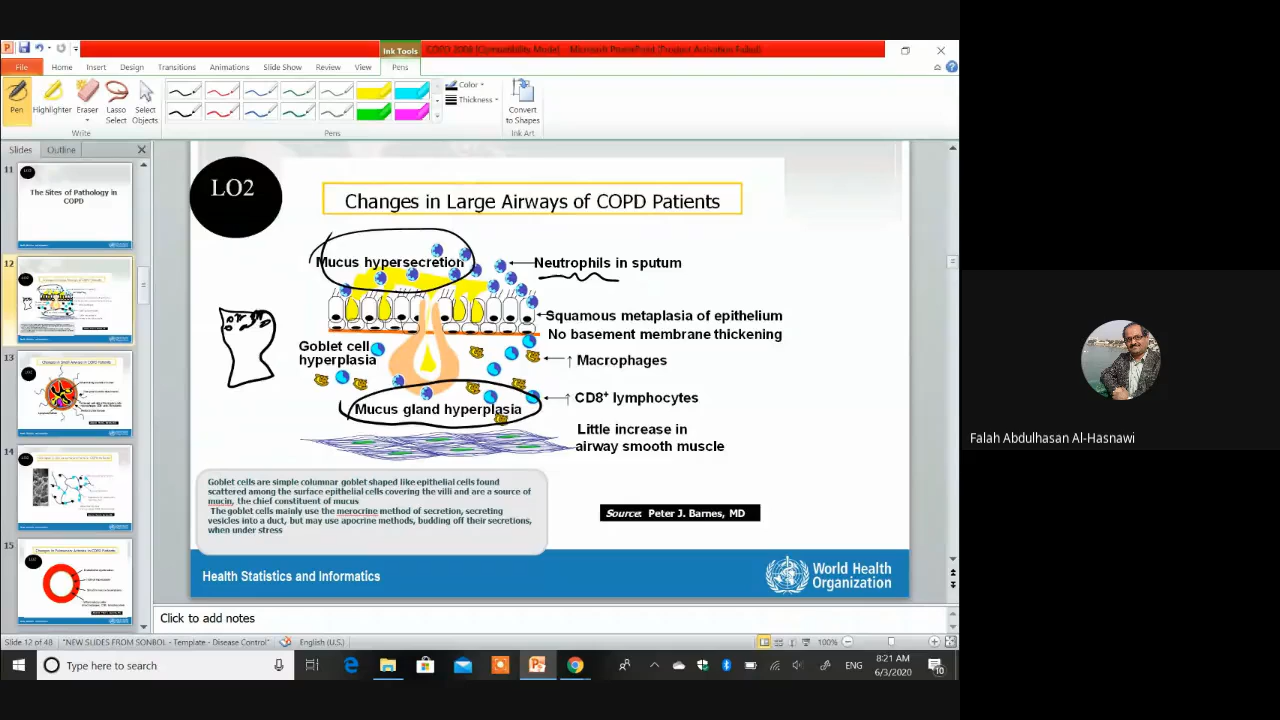 Ink Tools
COPD 2008 [Compatibility Mode] - Microsoft PowerPoint (Product Activation Failed)
File
Home
Insert
Design
Transitions
Animations
Slide Show
Review
View
Pens
Pen
Highlighter
Eraser
Lasso
Select
Select
Objects
Color
Thickness
Convert
to Shapes
Write
Pens
Ink Art
Slides
Outline
11
The Sites of Pathology in
COPD
12
13
14
15
LO2
Changes in Large Airways of COPD Patients
Mucus hypersecretion
Neutrophils in sputum
Squamous metaplasia of epithelium
No basement membrane thickening
Goblet cell
hyperplasia
↑ Macrophages
↑ CD8+ lymphocytes
Mucus gland hyperplasia
Little increase in
airway smooth muscle
Goblet cells are simple columnar goblet shaped like epithelial cells found
scattered among the surface epithelial cells covering the villi and are a source of
mucin, the chief constituent of mucus
The goblet cells mainly use the merocrine method of secretion, secreting
vesicles into a duct, but may use apocrine methods, budding off their secretions,
when under stress
Source: Peter J. Barnes, MD
Health Statistics and Informatics
World Health
Organization
Click to add notes
Slide 12 of 48
"NEW SLIDES FROM SONBOL - Template - Disease Control"
English (U.S.)
100%
Type here to search
ENG
8:21 AM
6/3/2020
10
Falah Abdulhasan Al-Hasnawi